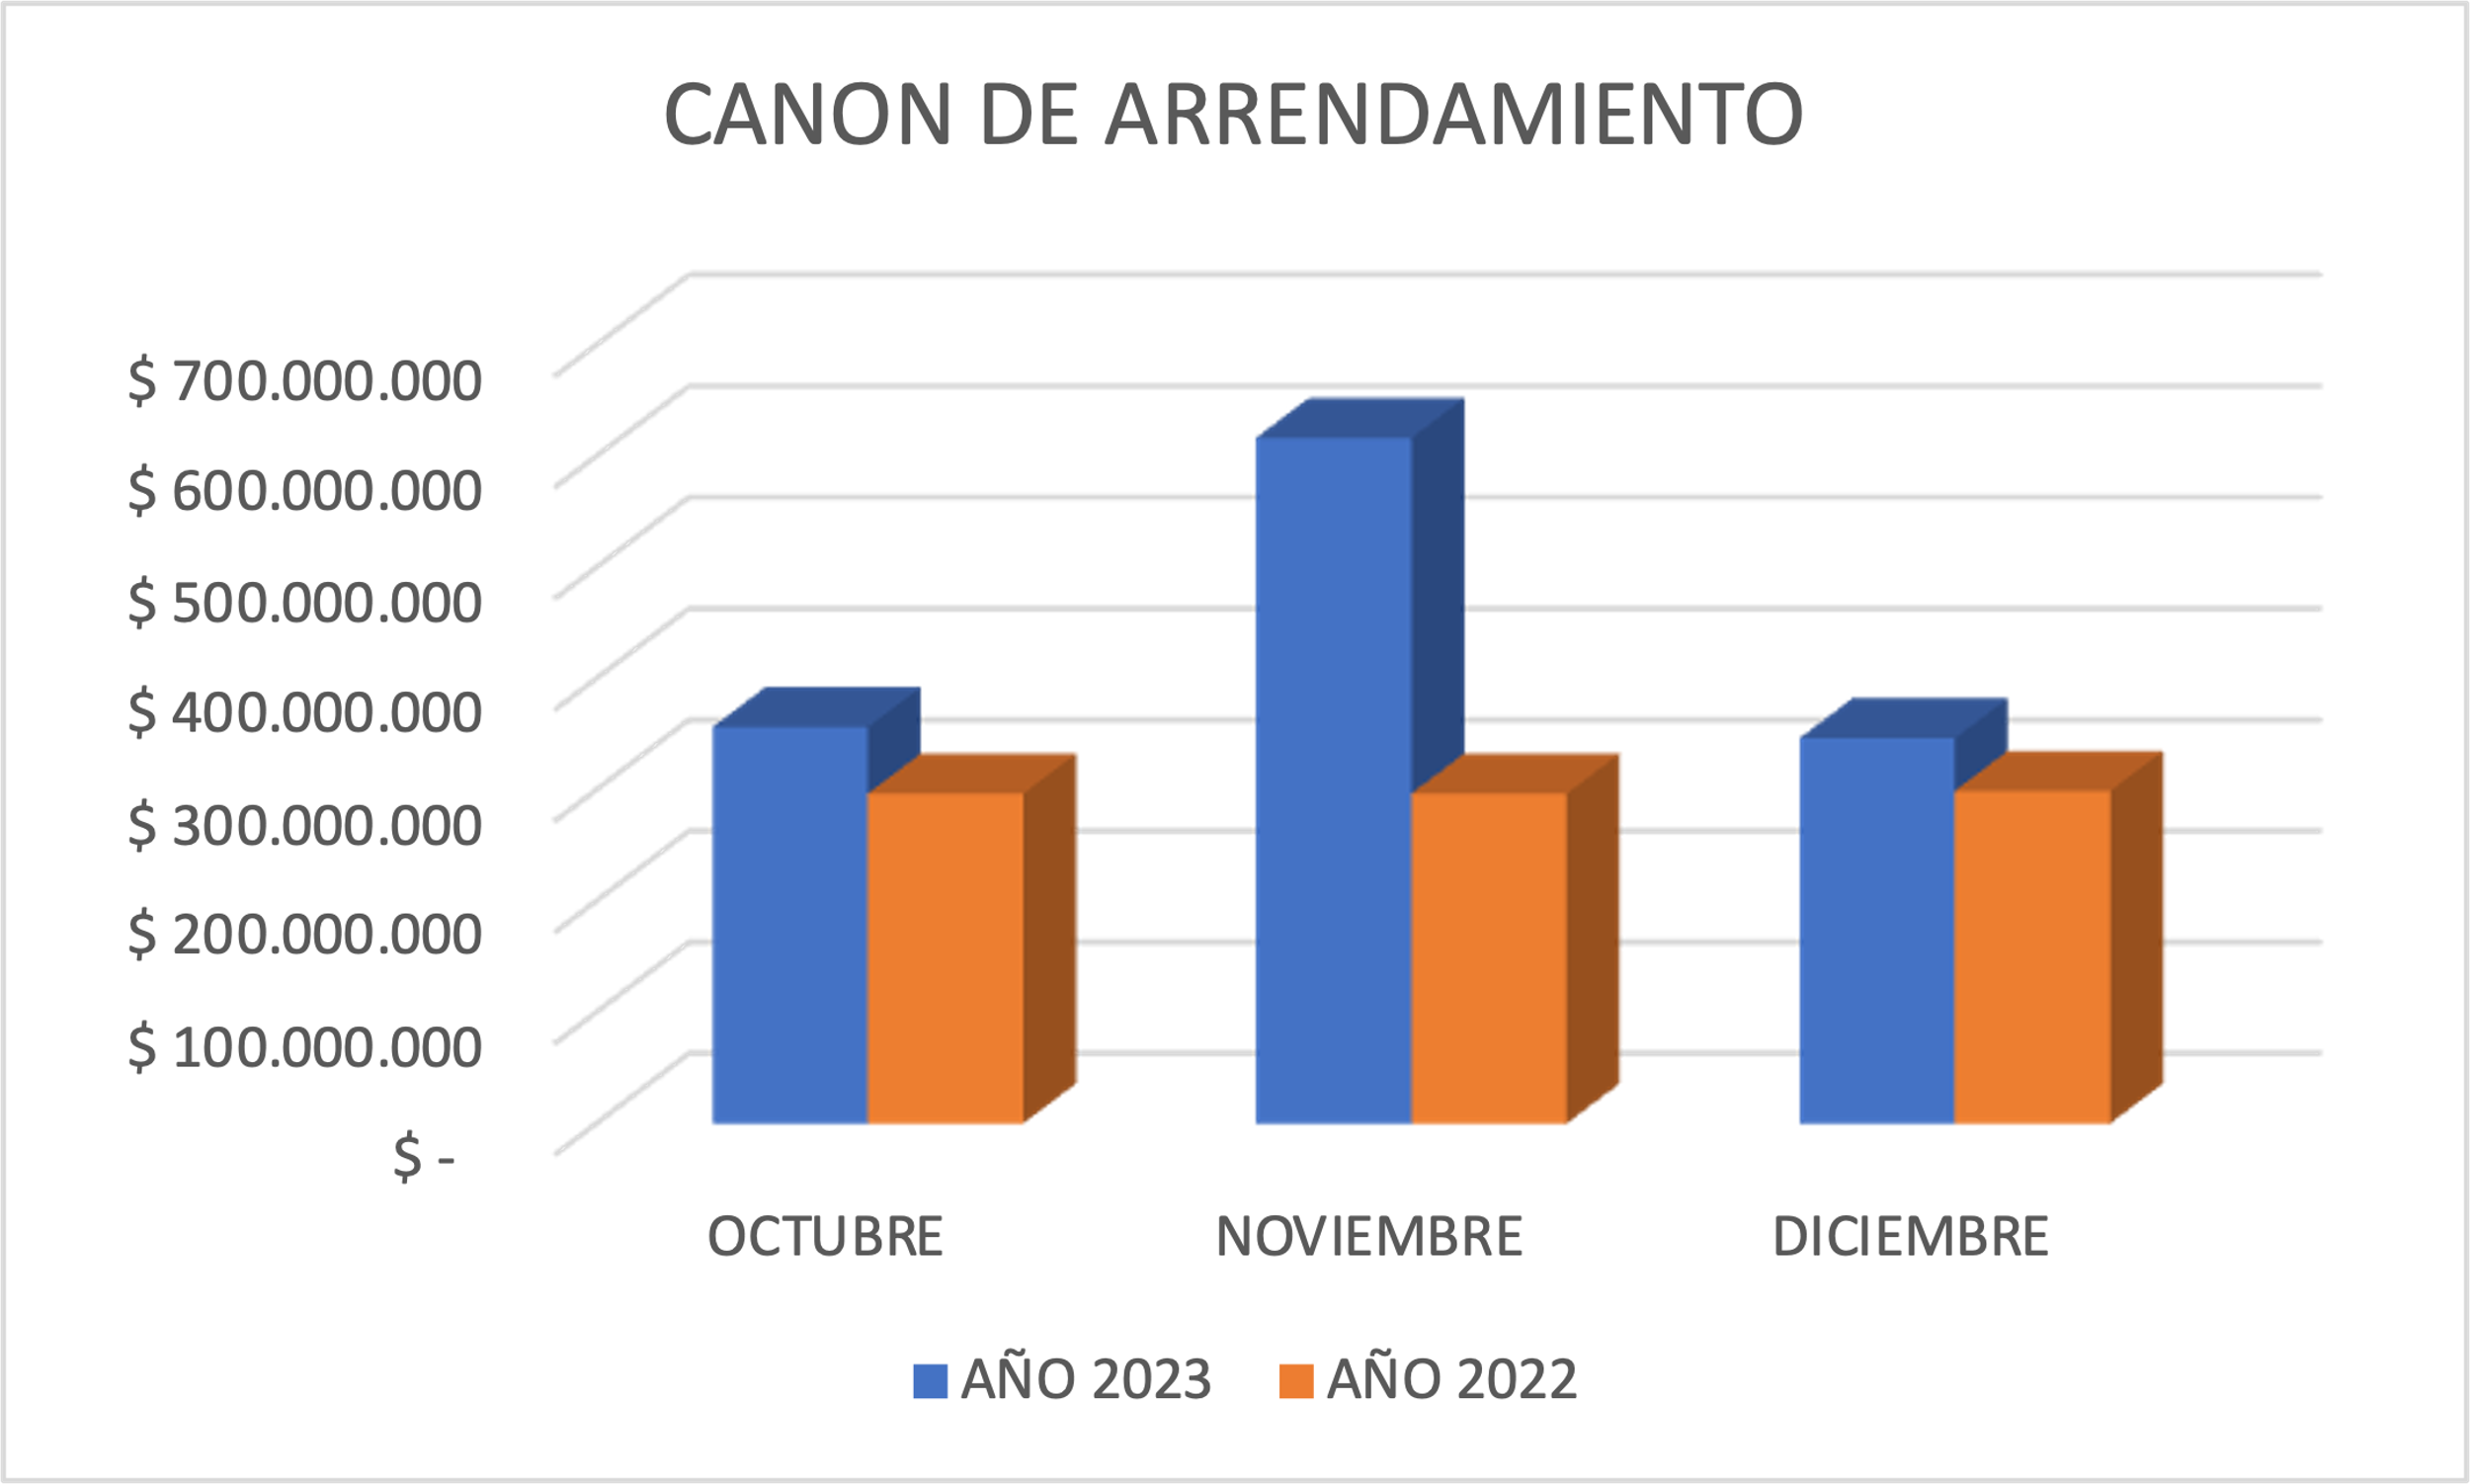 CANON DE ARRENDAMIENTO
$ 700.000.000
$ 600.000.000
$ 500.000.000
$ 400.000.000
$ 300.000.000
$ 200.000.000
$ 100.000.000
$ -
OCTUBRE NOVIEMBRE DICIEMBRE
AÑO 2023 AÑO 2022